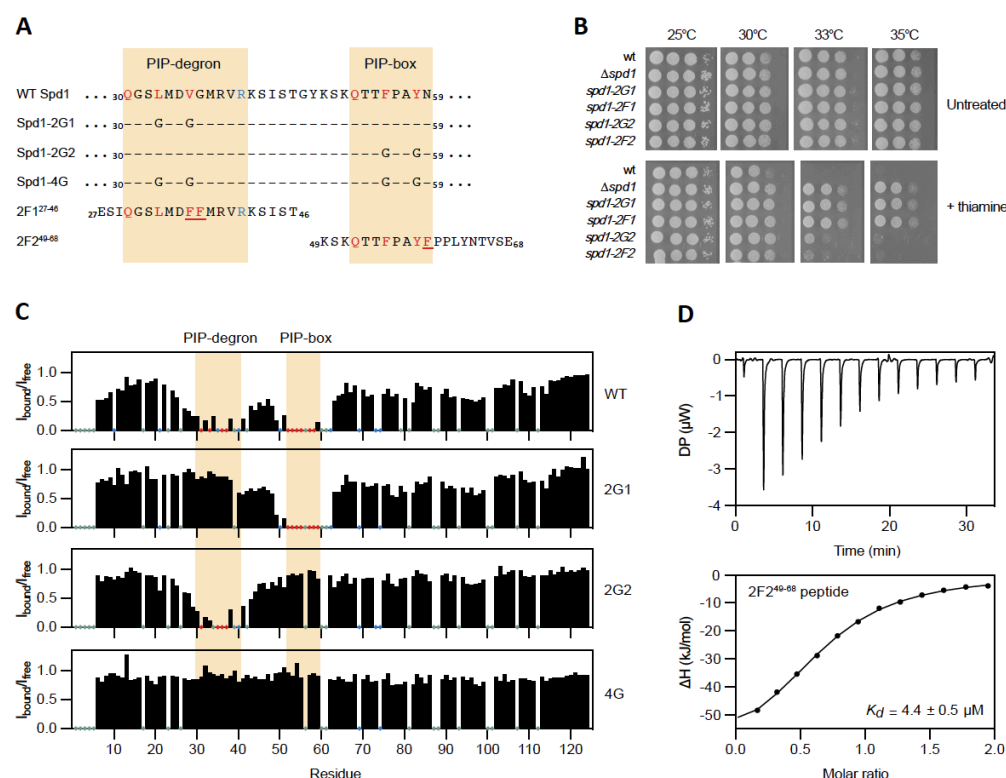 A
PIP-degron PIP-box
WT Spd1 ... 30QGSLMDVGMRVRKSISTGYKSKQTTFPAYN59 ...
Spd1-2G1 ... 30---G--G----------------------59 ...
Spd1-2G2 ... 30--------------------------G--G-59 ...
Spd1-4G ... 30---G--G------------------G--G-59 ...
2F127-46 27ESIQGSLMDFFMRVRKSIST46
2F249-68 49KSKQTTFPAYFPPLYNTVSE68
B
25°C 30°C 33°C 35°C
wt
Δspd1
spd1-2G1
spd1-2F1
spd1-2G2
spd1-2F2
Untreated
wt
Δspd1
spd1-2G1
spd1-2F1
spd1-2G2
spd1-2F2
+ thiamine
C
PIP-degron PIP-box
Ibound/Ifree
1.0
0.5
0.0
WT
Ibound/Ifree
1.0
0.5
0.0
2G1
Ibound/Ifree
1.0
0.5
0.0
2G2
Ibound/Ifree
1.0
0.5
0.0
4G
10 20 30 40 50 60 70 80 90 100 110 120
Residue
D
DP (µW)
0
-1
-2
-3
-4
0 10 20 30
Time (min)
ΔH (kJ/mol)
0
-10
-20
-30
-40
-50
2F249-68 peptide
Kd = 4.4 ± 0.5 µM
0.0 0.5 1.0 1.5 2.0
Molar ratio